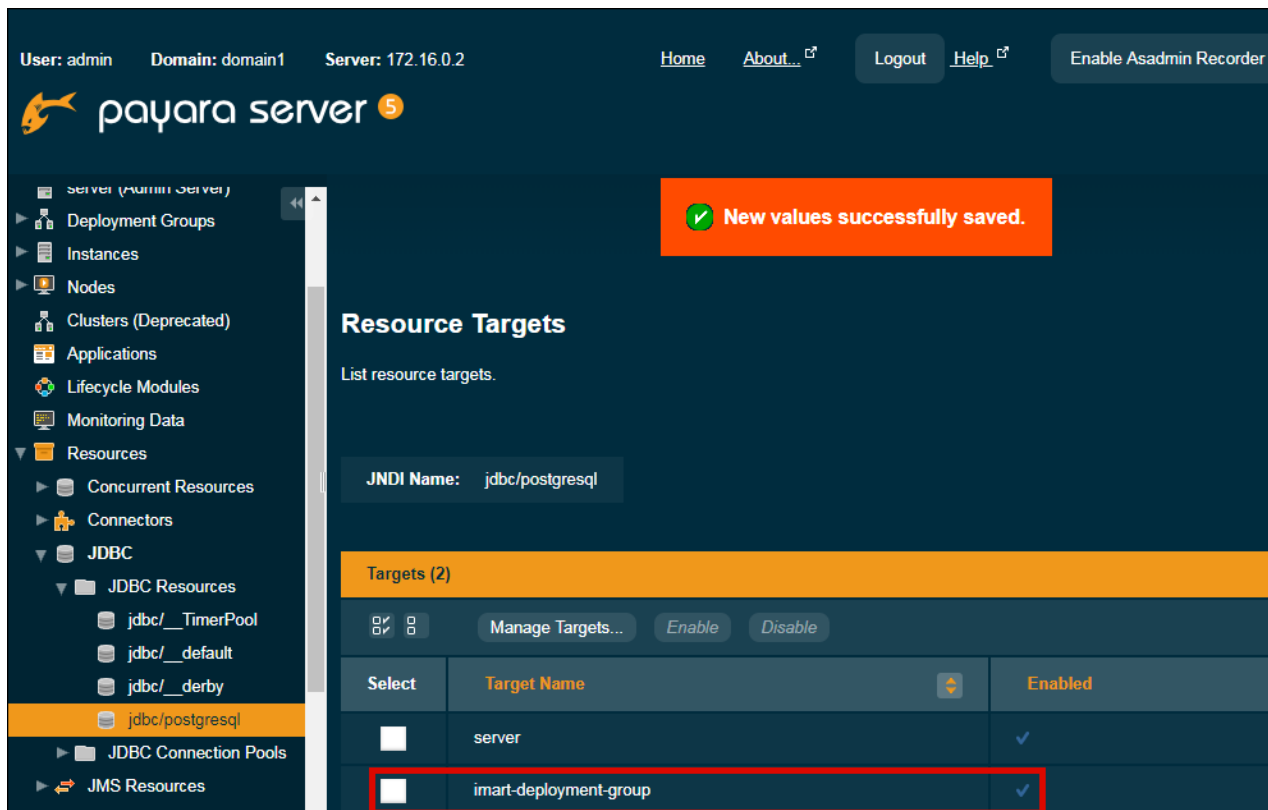 User: admin Domain: domain1 Server: 172.16.0.2 Home About... Logout Help Enable Asadmin Recorder
payara server 5
server (Admin Server)
Deployment Groups
Instances
Nodes
Clusters (Deprecated)
Applications
Lifecycle Modules
Monitoring Data
Resources
Concurrent Resources
Connectors
JDBC
JDBC Resources
jdbc/__TimerPool
jdbc/__default
jdbc/__derby
jdbc/postgresql
JDBC Connection Pools
JMS Resources
New values successfully saved.
Resource Targets
List resource targets.
JNDI Name: jdbc/postgresql
Targets (2)
Manage Targets... Enable Disable
Select Target Name Enabled
server
imart-deployment-group